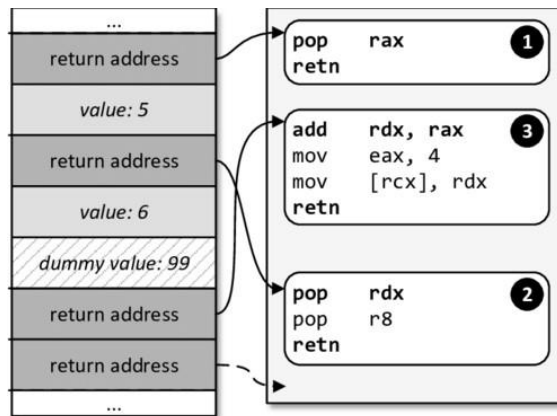 ...
return address
value: 5
return address
value: 6
dummy value: 99
return address
return address
...
pop rax 1
retn
add rdx, rax 3
mov eax, 4
mov [rcx], rdx
retn
pop rdx 2
pop r8
retn